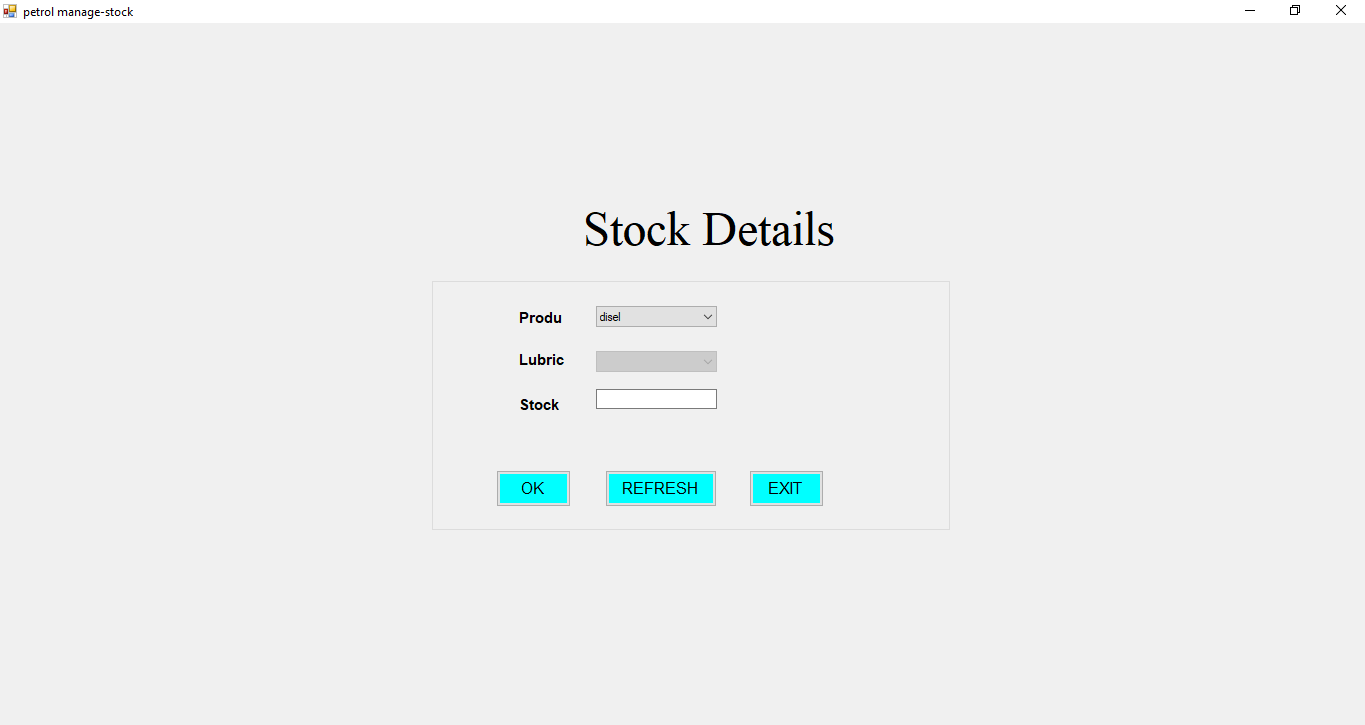 petrol manage-stock
Stock Details
Produ disel
Lubric
Stock
OK REFRESH EXIT